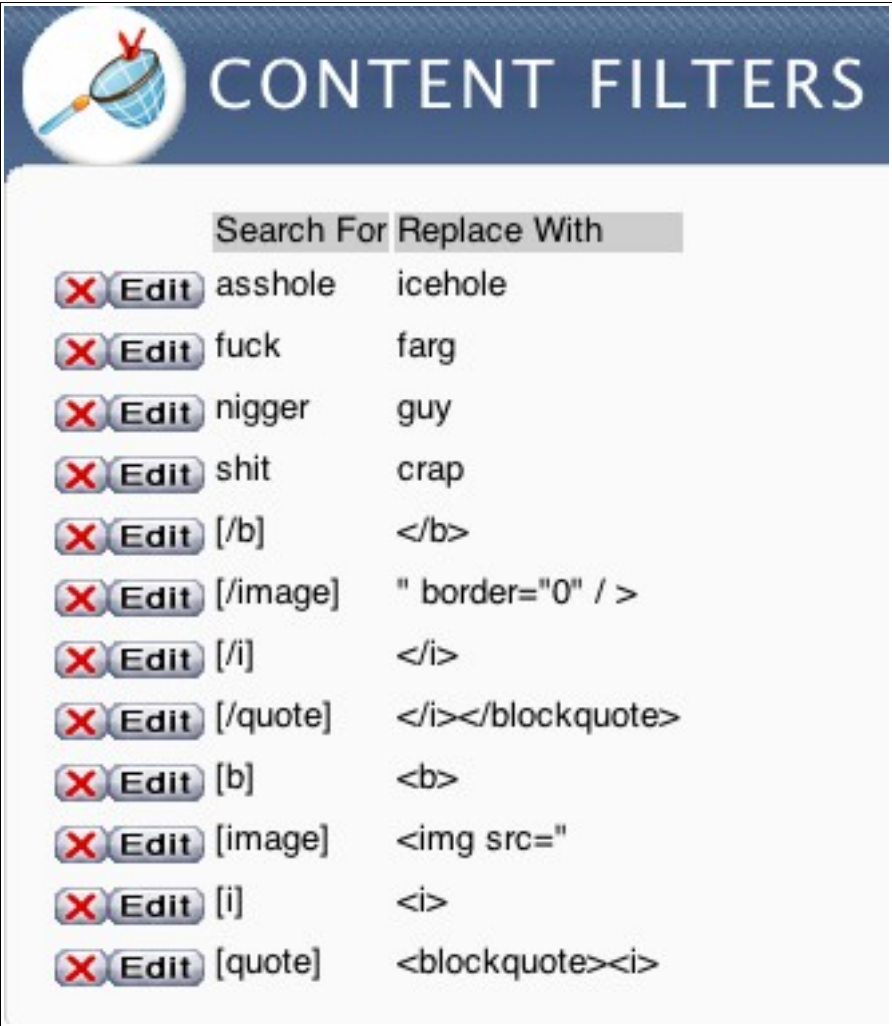 CONTENT FILTERS
Search For Replace With
X Edit asshole icehole
X Edit fuck farg
X Edit nigger guy
X Edit shit crap
X Edit [/b] </b>
X Edit [/image] " border="0" / >
X Edit [/i] </i>
X Edit [/quote] </i></blockquote>
X Edit [b] <b>
X Edit [image] <img src="
X Edit [i] <i>
X Edit [quote] <blockquote><i>